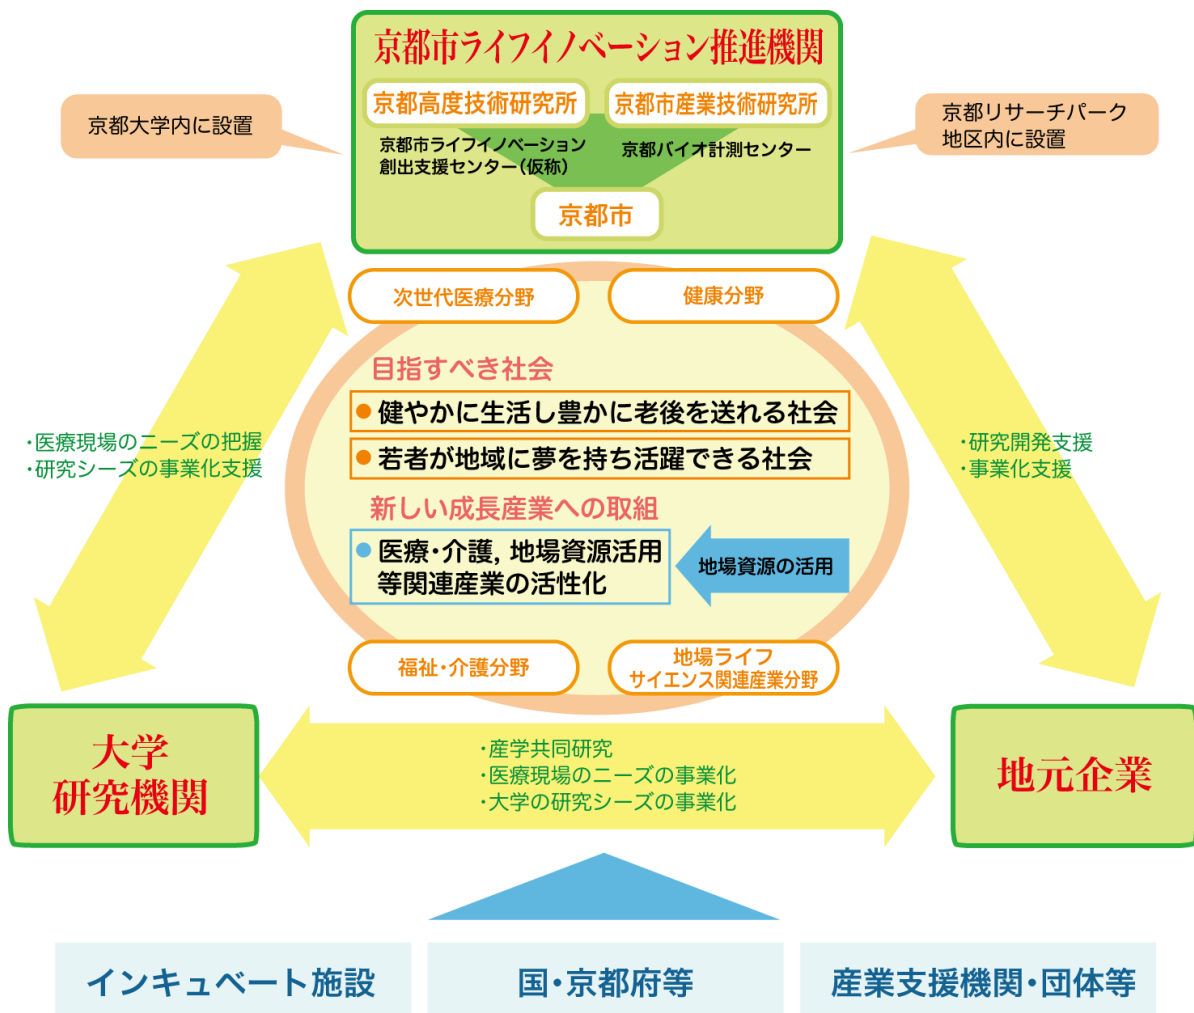 京都市ライフイノベーション推進機関
京都高度技術研究所
京都市産業技術研究所
京都市ライフイノベーション
創出支援センター(仮称)
京都バイオ計測センター
京都市
京都大学内に設置
京都リサーチパーク
地区内に設置
次世代医療分野
健康分野
目指すべき社会
●健やかに生活し豊かに老後を送れる社会
●若者が地域に夢を持ち活躍できる社会
新しい成長産業への取組
●医療・介護,地場資源活用
等関連産業の活性化
地場資源の活用
・医療現場のニーズの把握
・研究シーズの事業化支援
・研究開発支援
・事業化支援
福祉・介護分野
地場ライフ
サイエンス関連産業分野
大学
研究機関
・産学共同研究
・医療現場のニーズの事業化
・大学の研究シーズの事業化
地元企業
インキュベート施設
国・京都府等
産業支援機関・団体等